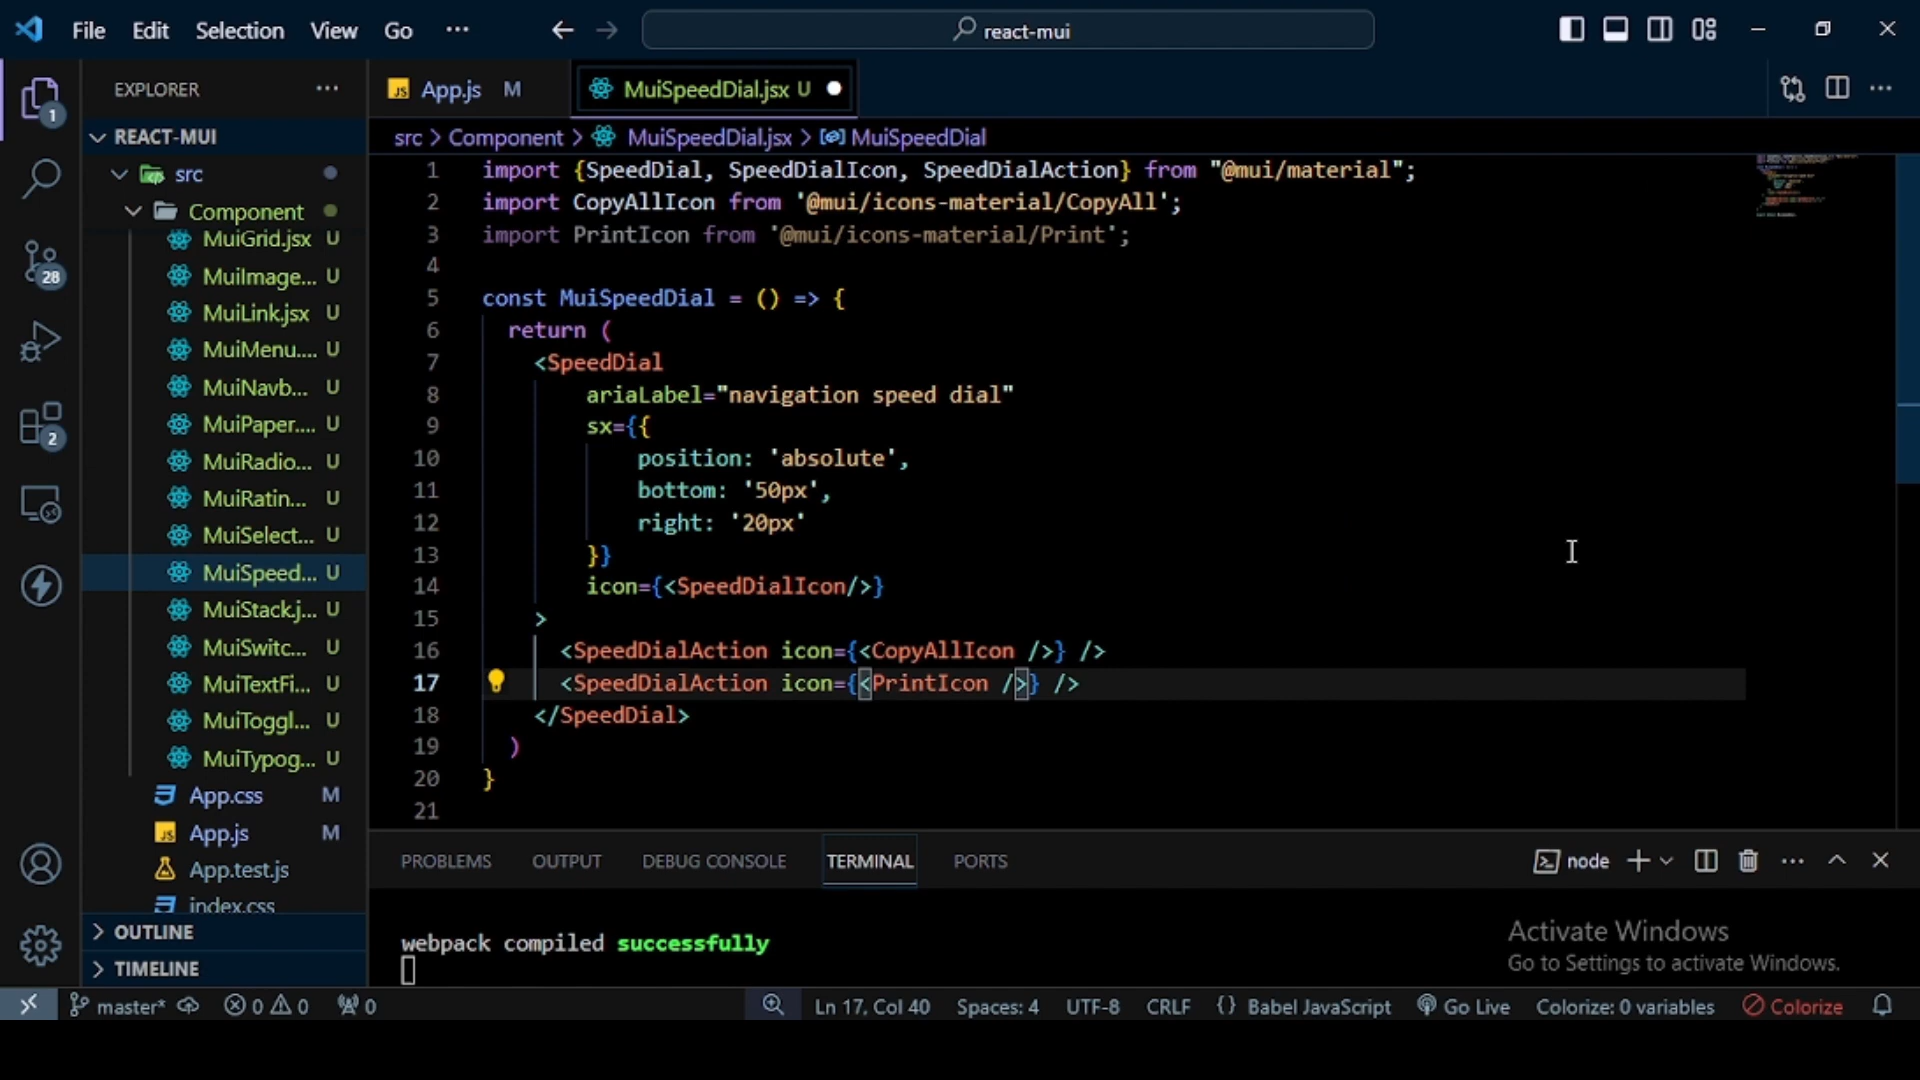 File Edit Selection View Go ··· react-mui
EXPLORER ···
App.js M
MuiSpeedDial.jsx U
REACT-MUI
src > Component > MuiSpeedDial.jsx > MuiSpeedDial
src
Component
MuiGrid.jsx U
MuiImage... U
MuiLink.jsx U
MuiMenu.... U
MuiNavb... U
MuiPaper.... U
MuiRadio... U
MuiRatin... U
MuiSelect... U
MuiSpeed... U
MuiStack.j... U
MuiSwitc... U
MuiTextFi... U
MuiToggl... U
MuiTypog... U
App.css M
App.js M
App.test.js
index.css
OUTLINE
TIMELINE
1
28
2
1 import {SpeedDial, SpeedDialIcon, SpeedDialAction} from "@mui/material";
2 import CopyAllIcon from '@mui/icons-material/CopyAll';
3 import PrintIcon from '@mui/icons-material/Print';
4
5 const MuiSpeedDial = () => {
6 return (
7 <SpeedDial
8 ariaLabel="navigation speed dial"
9 sx={{
10 position: 'absolute',
11 bottom: '50px',
12 right: '20px'
13 }}
14 icon={<SpeedDialIcon/>}
15 >
16 <SpeedDialAction icon={<CopyAllIcon />} />
17 <SpeedDialAction icon={<PrintIcon />} />
18 </SpeedDial>
19 )
20 }
21
PROBLEMS OUTPUT DEBUG CONSOLE TERMINAL PORTS node
webpack compiled successfully
Activate Windows
Go to Settings to activate Windows.
master* 0 0 0 Ln 17, Col 40 Spaces: 4 UTF-8 CRLF {} Babel JavaScript Go Live Colorize: 0 variables Colorize